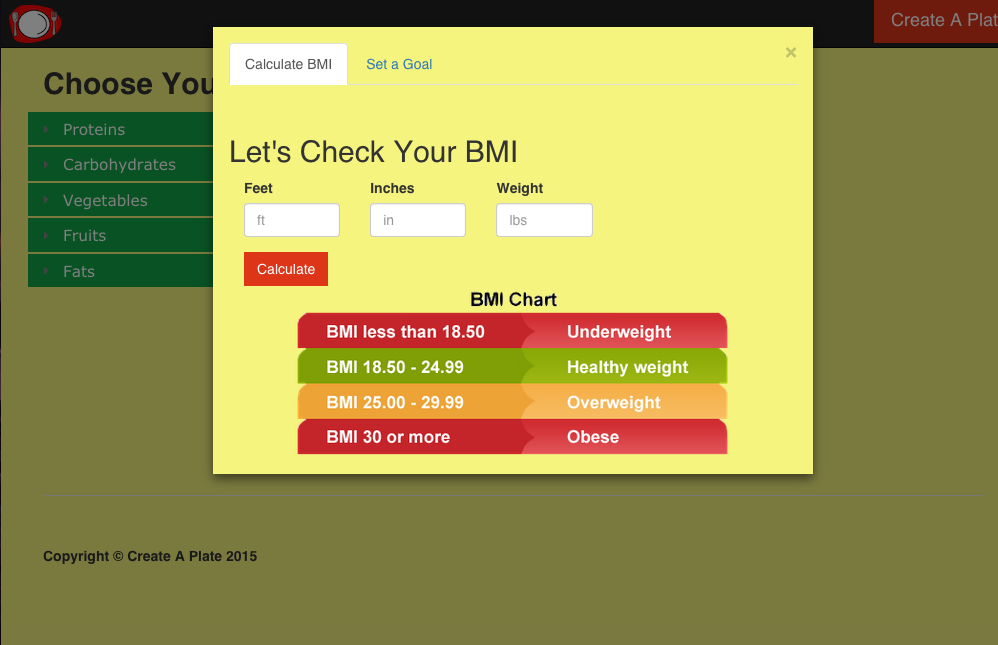 Create A Plat
Calculate BMI
Set a Goal
×
Choose You
Proteins
Carbohydrates
Vegetables
Fruits
Fats
Let's Check Your BMI
Feet Inches Weight
ft in lbs
Calculate
BMI Chart
BMI less than 18.50 Underweight
BMI 18.50 - 24.99 Healthy weight
BMI 25.00 - 29.99 Overweight
BMI 30 or more Obese
Copyright © Create A Plate 2015